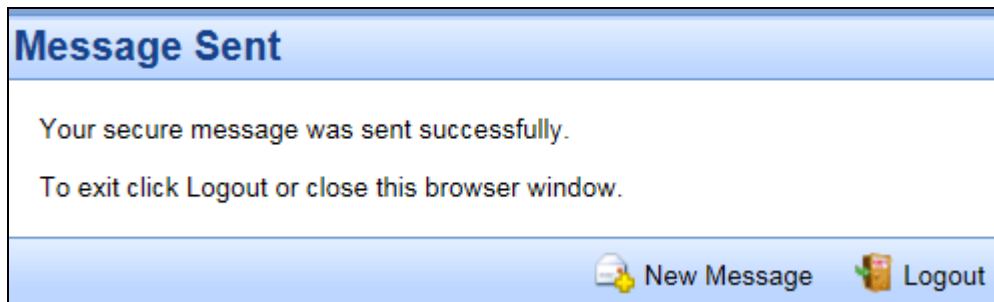 Message Sent
Your secure message was sent successfully.
To exit click Logout or close this browser window.
New Message Logout